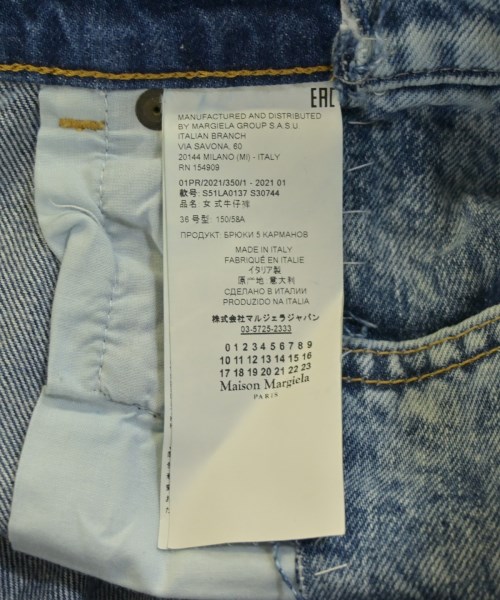 EAC
MANUFACTURED AND DISTRIBUTED
BY MARGIELA GROUP S.A.S.U.
ITALIAN BRANCH
VIA SAVONA, 60
20144 MILANO (MI) - ITALY
RN 154909
01PR/2021/350/1 - 2021 01
款号: S51LA0137 S30744
品名: 女式牛仔裤
36 号型: 150/58A
ПРОДУКТ: БРЮКИ 5 КАРМАНОВ
MADE IN ITALY
FABRIQUÉ EN ITALIE
イタリア製
原产地: 意大利
СДЕЛАНО В ИТАЛИИ
PRODUZIDO NA ITALIA
株式会社マルジェラジャパン
03-5725-2333
0 1 2 3 4 5 6 7 8 9
10 11 12 13 14 15 16
17 18 19 20 21 22 23
Maison Margiela
PARIS